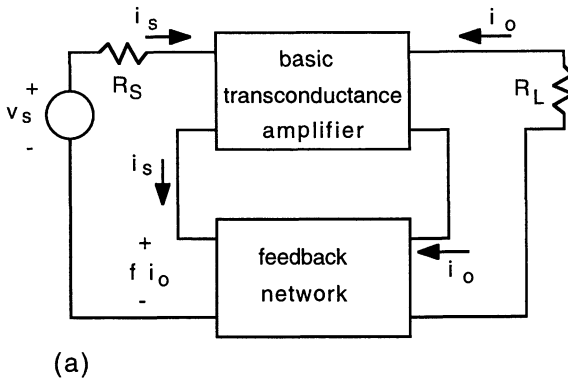 i s
i o
R S
basic
transconductance
amplifier
R L
+
v s
-
i s
+
f i o
-
feedback
network
i o
(a)